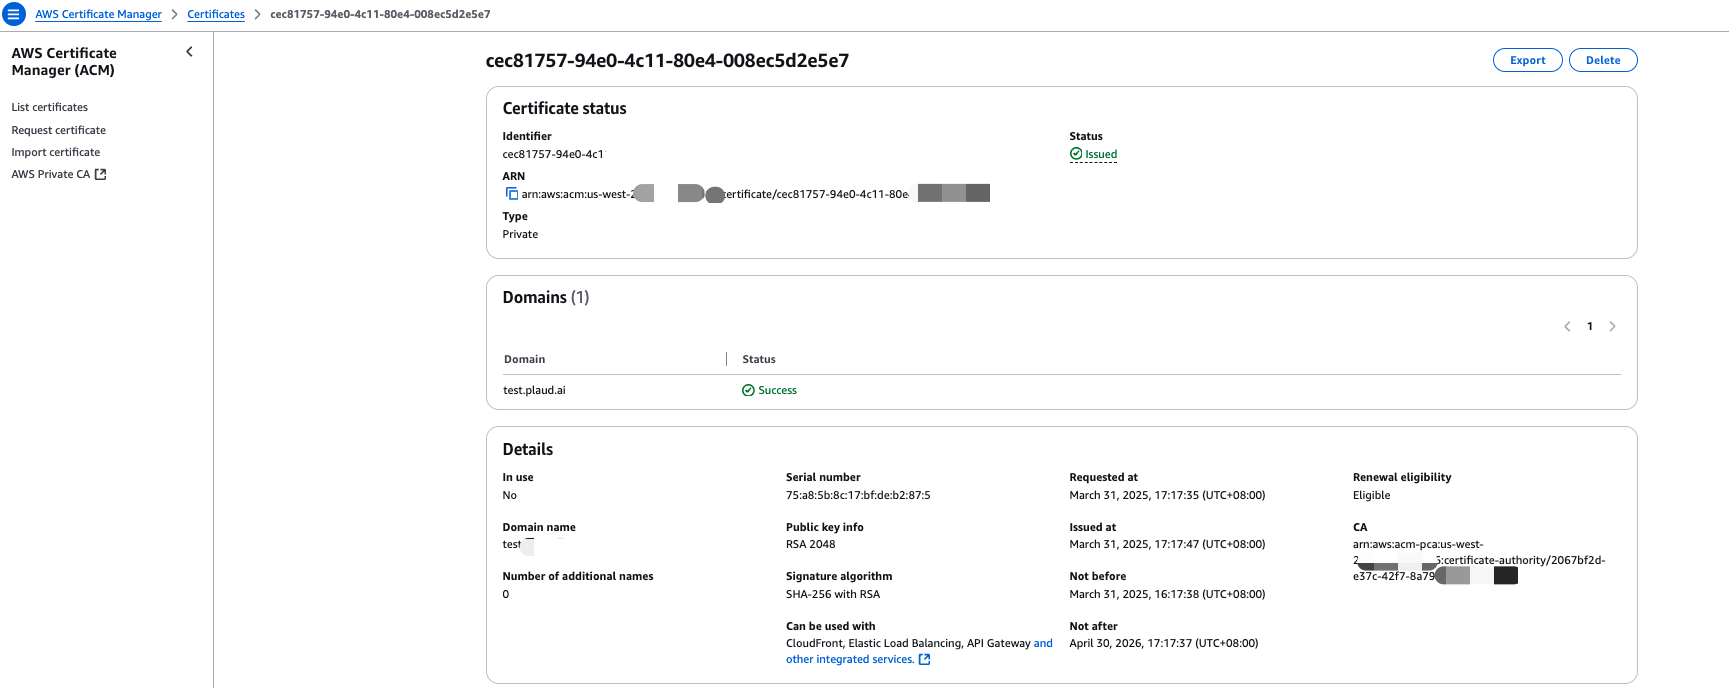 AWS Certificate Manager > Certificates > cec81757-94e0-4c11-80e4-008ec5d2e5e7
AWS Certificate
Manager (ACM)
List certificates
Request certificate
Import certificate
AWS Private CA
cec81757-94e0-4c11-80e4-008ec5d2e5e7
Export
Delete
Certificate status
Identifier
cec81757-94e0-4c1
Status
Issued
ARN
arn:aws:acm:us-west-2 certificate/cec81757-94e0-4c11-80e
Type
Private
Domains (1)
1
Domain Status
test.plaud.ai Success
Details
In use
No
Domain name
test
Number of additional names
0
Serial number
75:a8:5b:8c:17:bf:de:b2:87:5
Public key info
RSA 2048
Signature algorithm
SHA-256 with RSA
Can be used with
CloudFront, Elastic Load Balancing, API Gateway and
other integrated services.
Requested at
March 31, 2025, 17:17:35 (UTC+08:00)
Issued at
March 31, 2025, 17:17:47 (UTC+08:00)
Not before
March 31, 2025, 16:17:38 (UTC+08:00)
Not after
April 30, 2026, 17:17:37 (UTC+08:00)
Renewal eligibility
Eligible
CA
arn:aws:acm-pca:us-west-
2 :certificate-authority/2067bf2d-
e37c-42f7-8a79